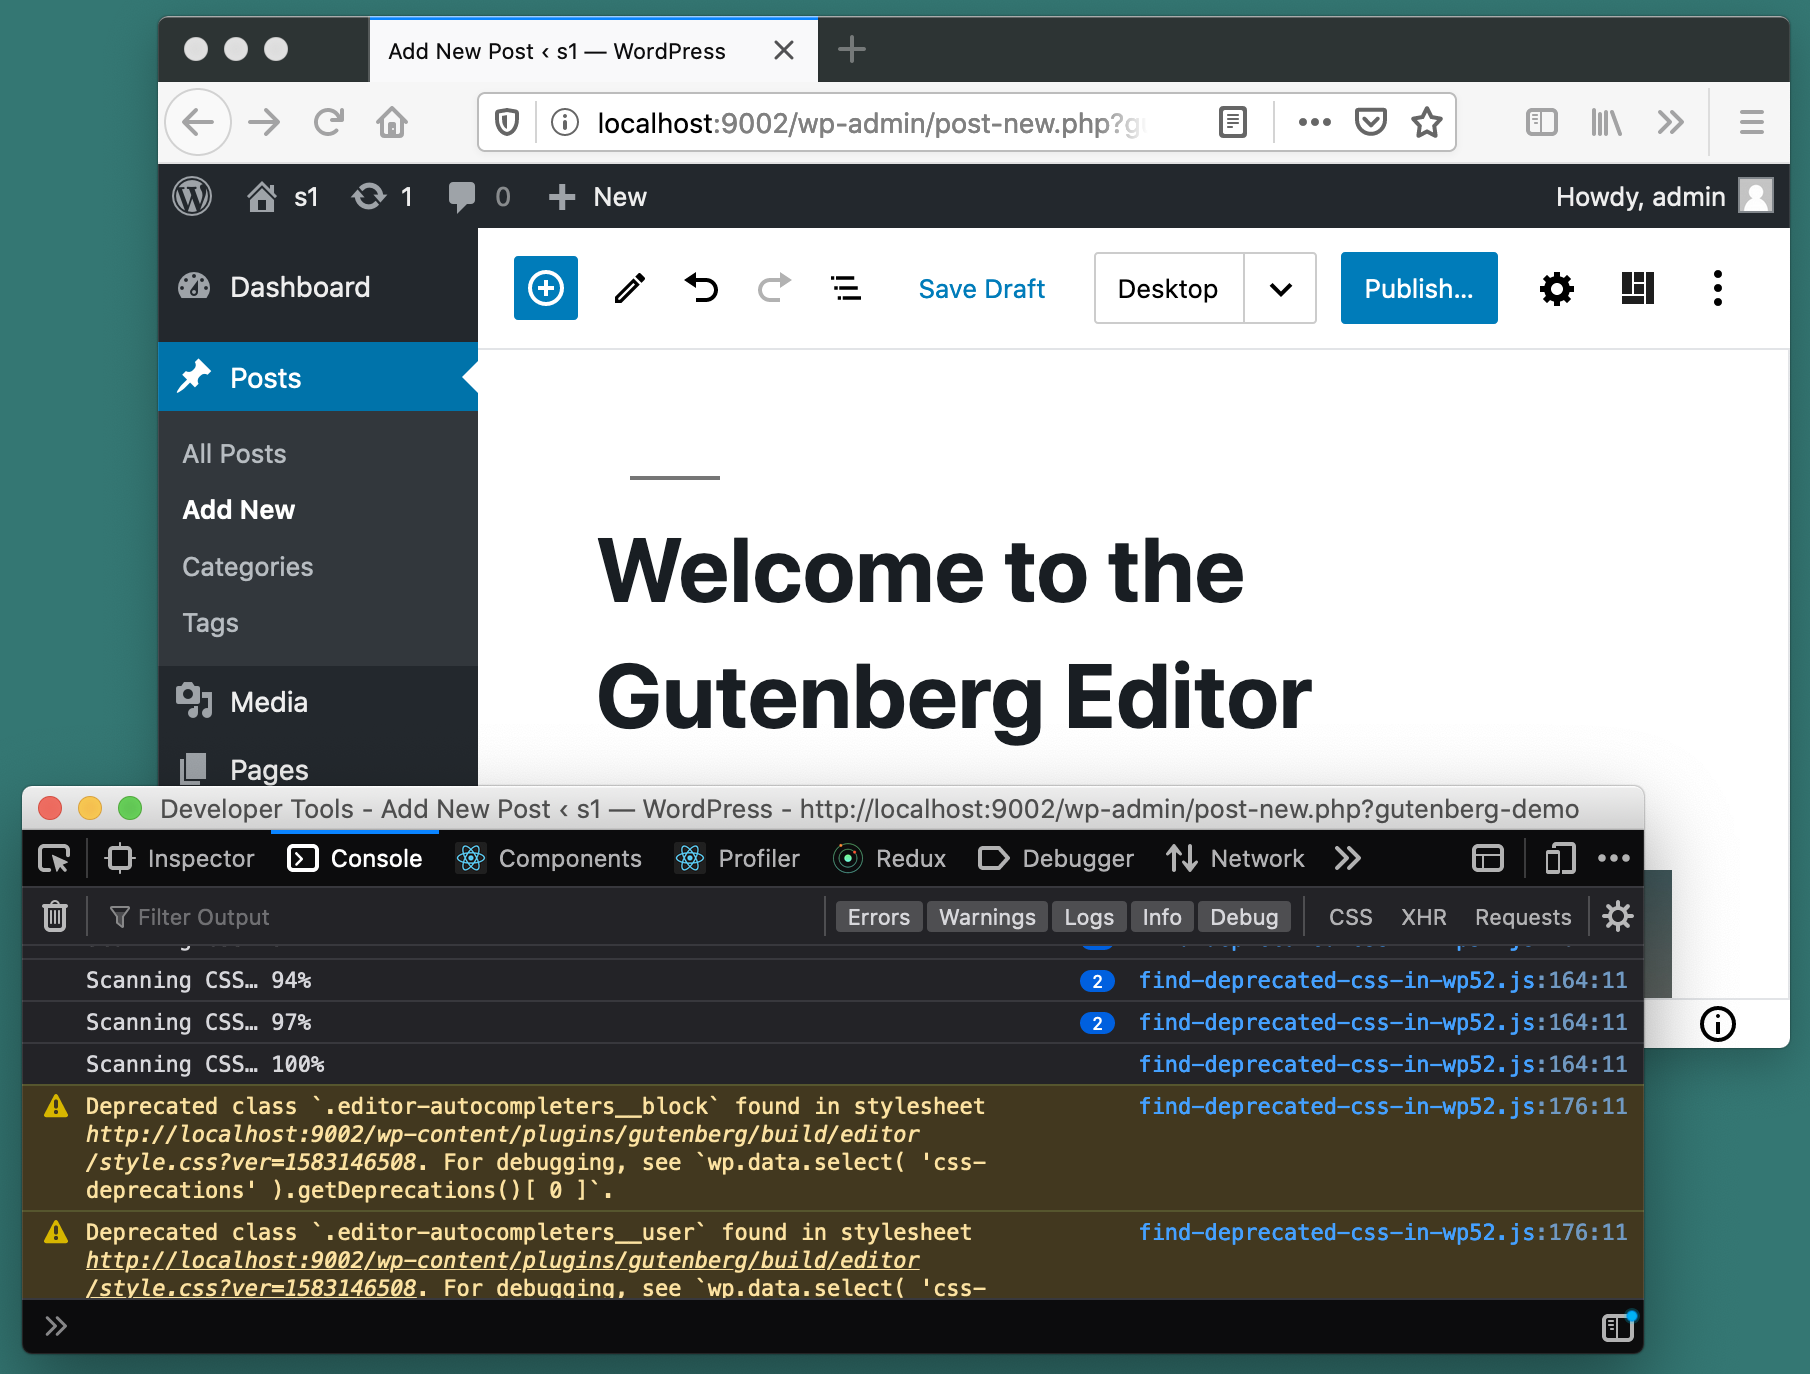 Add New Post ‹ s1 — WordPress
localhost:9002/wp-admin/post-new.php?g
s1 1 0 New Howdy, admin
Dashboard
Save Draft Desktop Publish...
Posts
All Posts
Add New
Categories
Tags
Media
Pages
Welcome to the
Gutenberg Editor
Developer Tools - Add New Post ‹ s1 — WordPress - http://localhost:9002/wp-admin/post-new.php?gutenberg-demo
Inspector Console Components Profiler Redux Debugger Network
Filter Output Errors Warnings Logs Info Debug CSS XHR Requests
Scanning CSS… 94% 2 find-deprecated-css-in-wp52.js:164:11
Scanning CSS… 97% 2 find-deprecated-css-in-wp52.js:164:11
Scanning CSS… 100% find-deprecated-css-in-wp52.js:164:11
Deprecated class `.editor-autocompleters__block` found in stylesheet find-deprecated-css-in-wp52.js:176:11
http://localhost:9002/wp-content/plugins/gutenberg/build/editor
/style.css?ver=1583146508. For debugging, see `wp.data.select( 'css-
deprecations' ).getDeprecations()[ 0 ]`.
Deprecated class `.editor-autocompleters__user` found in stylesheet find-deprecated-css-in-wp52.js:176:11
http://localhost:9002/wp-content/plugins/gutenberg/build/editor
/style.css?ver=1583146508. For debugging, see `wp.data.select( 'css-